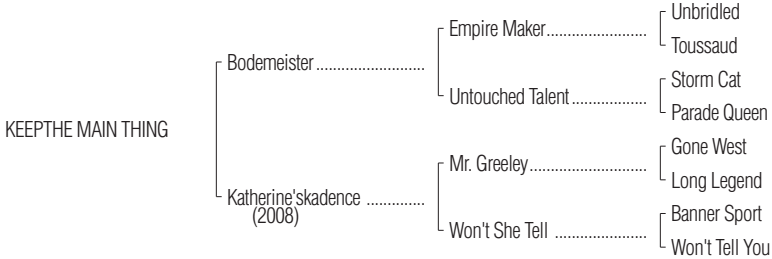 Unbridled
Empire Maker........................
Toussaud
Bodemeister..........................
Storm Cat
Untouched Talent..................
Parade Queen
KEEPTHE MAIN THING
Gone West
Mr. Greeley............................
Long Legend
Katherine'skadence ..............
(2008)
Banner Sport
Won't She Tell ......................
Won't Tell You